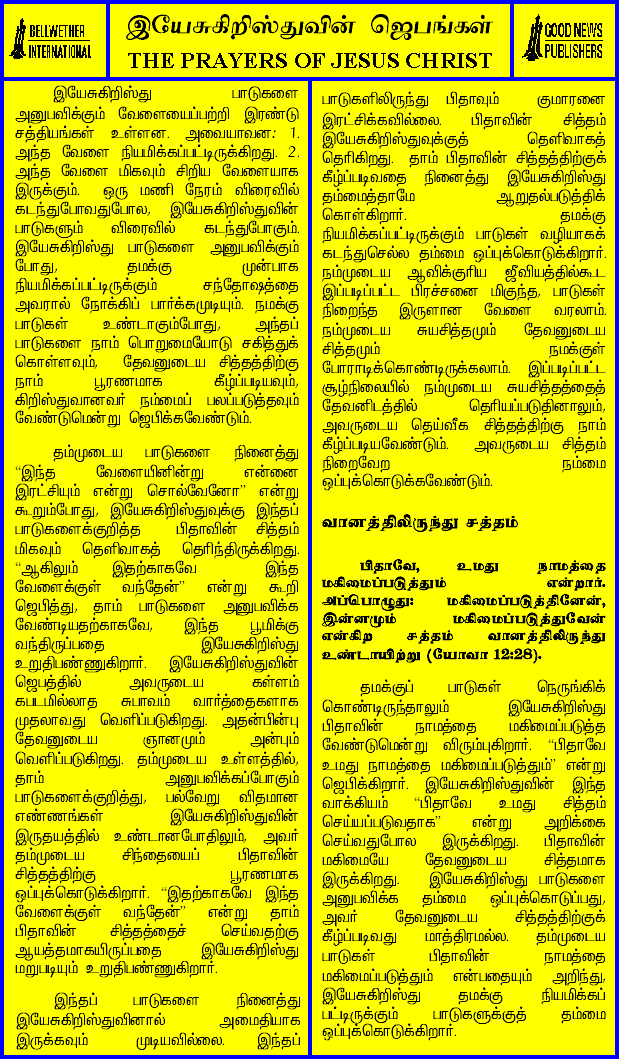 BELLWETHER
INTERNATIONAL
இயேசுகிறிஸ்துவின் ஜெபங்கள்
THE PRAYERS OF JESUS CHRIST
GOOD NEWS
PUBLISHERS
இயேசுகிறிஸ்து பாடுகளை
அனுபவிக்கும் வேளையைப்பற்றி இரண்டு
சத்தியங்கள் உள்ளன. அவையாவன: 1.
அந்த வேளை நியமிக்கப்பட்டிருக்கிறது. 2.
அந்த வேளை மிகவும் சிறிய வேளையாக
இருக்கும். ஒரு மணி நேரம் விரைவில்
கடந்துபோவதுபோல, இயேசுகிறிஸ்துவின்
பாடுகளும் விரைவில் கடந்துபோகும்.
இயேசுகிறிஸ்து பாடுகளை அனுபவிக்கும்
போது, தமக்கு முன்பாக
நியமிக்கப்பட்டிருக்கும் சந்தோஷத்தை
அவரால் நோக்கிப் பார்க்கமுடியும். நமக்கு
பாடுகள் உண்டாகும்போது, அந்தப்
பாடுகளை நாம் பொறுமையோடு சகித்துக்
கொள்ளவும், தேவனுடைய சித்தத்திற்கு
நாம் பூரணமாக கீழ்ப்படியவும்,
கிறிஸ்துவானவர் நம்மைப் பலப்படுத்தவும்
வேண்டுமென்று ஜெபிக்கவேண்டும்.
தம்முடைய பாடுகளை நினைத்து
“இந்த வேளையினின்று என்னை
இரட்சியும் என்று சொல்வேனோ” என்று
கூறும்போது, இயேசுகிறிஸ்துவுக்கு இந்தப்
பாடுகளைக்குறித்த பிதாவின் சித்தம்
மிகவும் தெளிவாகத் தெரிந்திருக்கிறது.
“ஆகிலும் இதற்காகவே இந்த
வேளைக்குள் வந்தேன்” என்று கூறி
ஜெபித்து, தாம் பாடுகளை அனுபவிக்க
வேண்டியதற்காகவே, இந்த பூமிக்கு
வந்திருப்பதை இயேசுகிறிஸ்து
உறுதிபண்ணுகிறார். இயேசுகிறிஸ்துவின்
ஜெபத்தில் அவருடைய கள்ளம்
கபடமில்லாத சுபாவம் வார்த்தைகளாக
முதலாவது வெளிப்படுகிறது. அதன்பின்பு
தேவனுடைய ஞானமும் அன்பும்
வெளிப்படுகிறது. தம்முடைய உள்ளத்தில்,
தாம் அனுபவிக்கப்போகும்
பாடுகளைக்குறித்து, பல்வேறு விதமான
எண்ணங்கள் இயேசுகிறிஸ்துவின்
இருதயத்தில் உண்டானபோதிலும், அவர்
தம்முடைய சிந்தையைப் பிதாவின்
சித்தத்திற்கு பூரணமாக
ஒப்புக்கொடுக்கிறார். “இதற்காகவே இந்த
வேளைக்குள் வந்தேன்” என்று தாம்
பிதாவின் சித்தத்தைச் செய்வதற்கு
ஆயத்தமாகயிருப்பதை இயேசுகிறிஸ்து
மறுபடியும் உறுதிபண்ணுகிறார்.
இந்தப் பாடுகளை நினைத்து
இயேசுகிறிஸ்துவினால் அமைதியாக
இருக்கவும் முடியவில்லை. இந்தப்
பாடுகளிலிருந்து பிதாவும் குமாரனை
இரட்சிக்கவில்லை. பிதாவின் சித்தம்
இயேசுகிறிஸ்துவுக்குத் தெளிவாகத்
தெரிகிறது. தாம் பிதாவின் சித்தத்திற்குக்
கீழ்ப்படிவதை நினைத்து இயேசுகிறிஸ்து
தம்மைத்தாமே ஆறுதல்படுத்திக்
கொள்கிறார். தமக்கு
நியமிக்கப்பட்டிருக்கும் பாடுகள் வழியாகக்
கடந்துசெல்ல தம்மை ஒப்புக்கொடுக்கிறார்.
நம்முடைய ஆவிக்குரிய ஜீவியத்தில்கூட
இப்படிப்பட்ட பிரச்சனை மிகுந்த, பாடுகள்
நிறைந்த இருளான வேளை வரலாம்.
நம்முடைய சுயசித்தமும் தேவனுடைய
சித்தமும் நமக்குள்
போராடிக்கொண்டிருக்கலாம். இப்படிப்பட்ட
சூழ்நிலையில் நம்முடைய சுயசித்தத்தைத்
தேவனிடத்தில் தெரியப்படுதினாலும்,
அவருடைய தெய்வீக சித்தத்திற்கு நாம்
கீழ்ப்படியவேண்டும். அவருடைய சித்தம்
நிறைவேற நம்மை
ஒப்புக்கொடுக்கவேண்டும்.
வானத்திலிருந்து சத்தம்
பிதாவே, உமது நாமத்தை
மகிமைப்படுத்தும் என்றார்.
அப்பொழுது: மகிமைப்படுத்தினேன்,
இன்னமும் மகிமைப்படுத்துவேன்
என்கிற சத்தம் வானத்திலிருந்து
உண்டாயிற்று (யோவா 12:28).
தமக்குப் பாடுகள் நெருங்கிக்
கொண்டிருந்தாலும் இயேசுகிறிஸ்து
பிதாவின் நாமத்தை மகிமைப்படுத்த
வேண்டுமென்று விரும்புகிறார். “பிதாவே
உமது நாமத்தை மகிமைப்படுத்தும்” என்று
ஜெபிக்கிறார். இயேசுகிறிஸ்துவின் இந்த
வாக்கியம் “பிதாவே உமது சித்தம்
செய்யப்படுவதாக” என்று அறிக்கை
செய்வதுபோல இருக்கிறது. பிதாவின்
மகிமையே தேவனுடைய சித்தமாக
இருக்கிறது. இயேசுகிறிஸ்து பாடுகளை
அனுபவிக்க தம்மை ஒப்புக்கொடுப்பது,
அவர் தேவனுடைய சித்தத்திற்குக்
கீழ்ப்படிவது மாத்திரமல்ல. தம்முடைய
பாடுகள் பிதாவின் நாமத்தை
மகிமைப்படுத்தும் என்பதையும் அறிந்து,
இயேசுகிறிஸ்து தமக்கு நியமிக்கப்
பட்டிருக்கும் பாடுகளுக்குத் தம்மை
ஒப்புக்கொடுக்கிறார்.